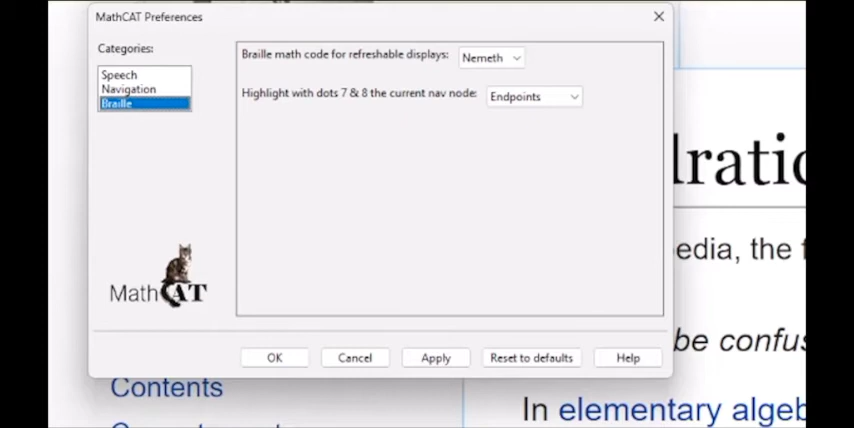 MathCAT Preferences
Categories:
Speech
Navigation
Braille
Braille math code for refreshable displays: Nemeth
Highlight with dots 7 & 8 the current nav node: Endpoints
MathCAT
OK Cancel Apply Reset to defaults Help
edia, the
be confus
Contents
In elementary algeb